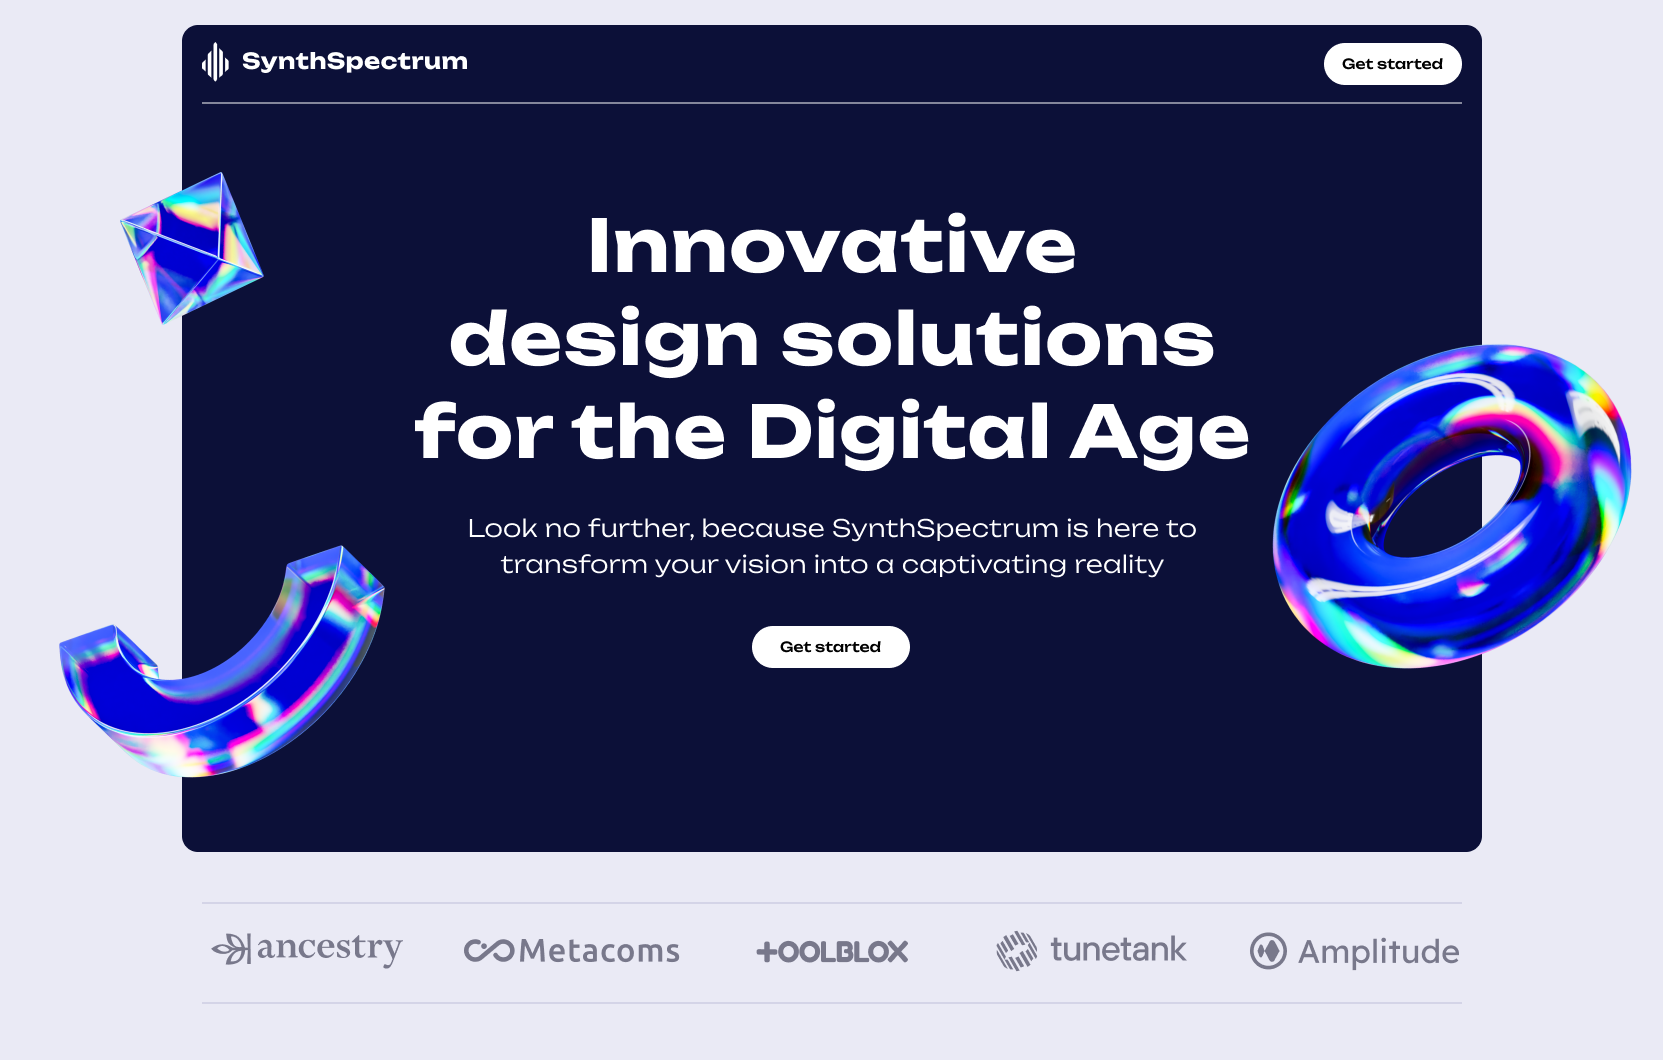 SynthSpectrum
Get started
Innovative
design solutions
for the Digital Age
Look no further, because SynthSpectrum is here to
transform your vision into a captivating reality
Get started
ancestry
Metacoms
+OOLBLOX
tunetank
Amplitude